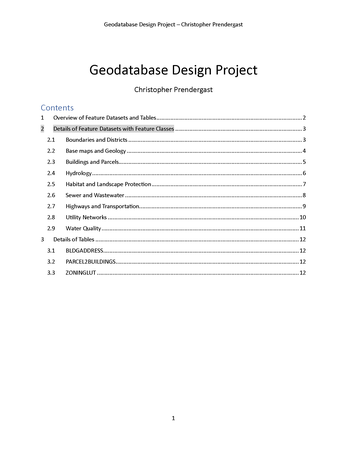 Geodatabase Design Project – Christopher Prendergast
Geodatabase Design Project
Christopher Prendergast
Contents
1 Overview of Feature Datasets and Tables 2
2 Details of Feature Datasets with Feature Classes 3
2.1 Boundaries and Districts 3
2.2 Base maps and Geology 4
2.3 Buildings and Parcels 5
2.4 Hydrology 6
2.5 Habitat and Landscape Protection 7
2.6 Sewer and Wastewater 8
2.7 Highways and Transportation 9
2.8 Utility Networks 10
2.9 Water Quality 11
3 Details of Tables 12
3.1 BLDGADDRESS 12
3.2 PARCEL2BUILDINGS 12
3.3 ZONINGLUT 12
1